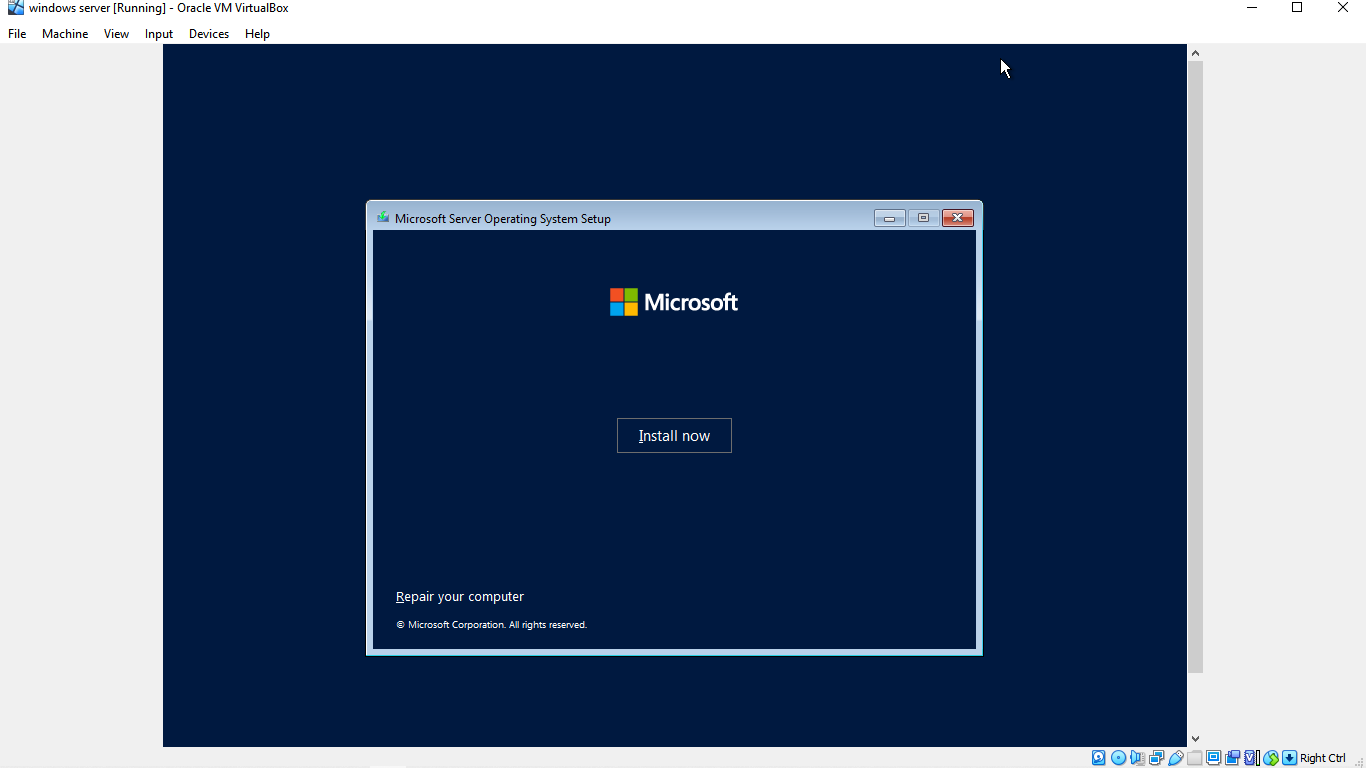 windows server [Running] - Oracle VM VirtualBox
File Machine View Input Devices Help
Microsoft Server Operating System Setup
Microsoft
Install now
Repair your computer
© Microsoft Corporation. All rights reserved.
Right Ctrl